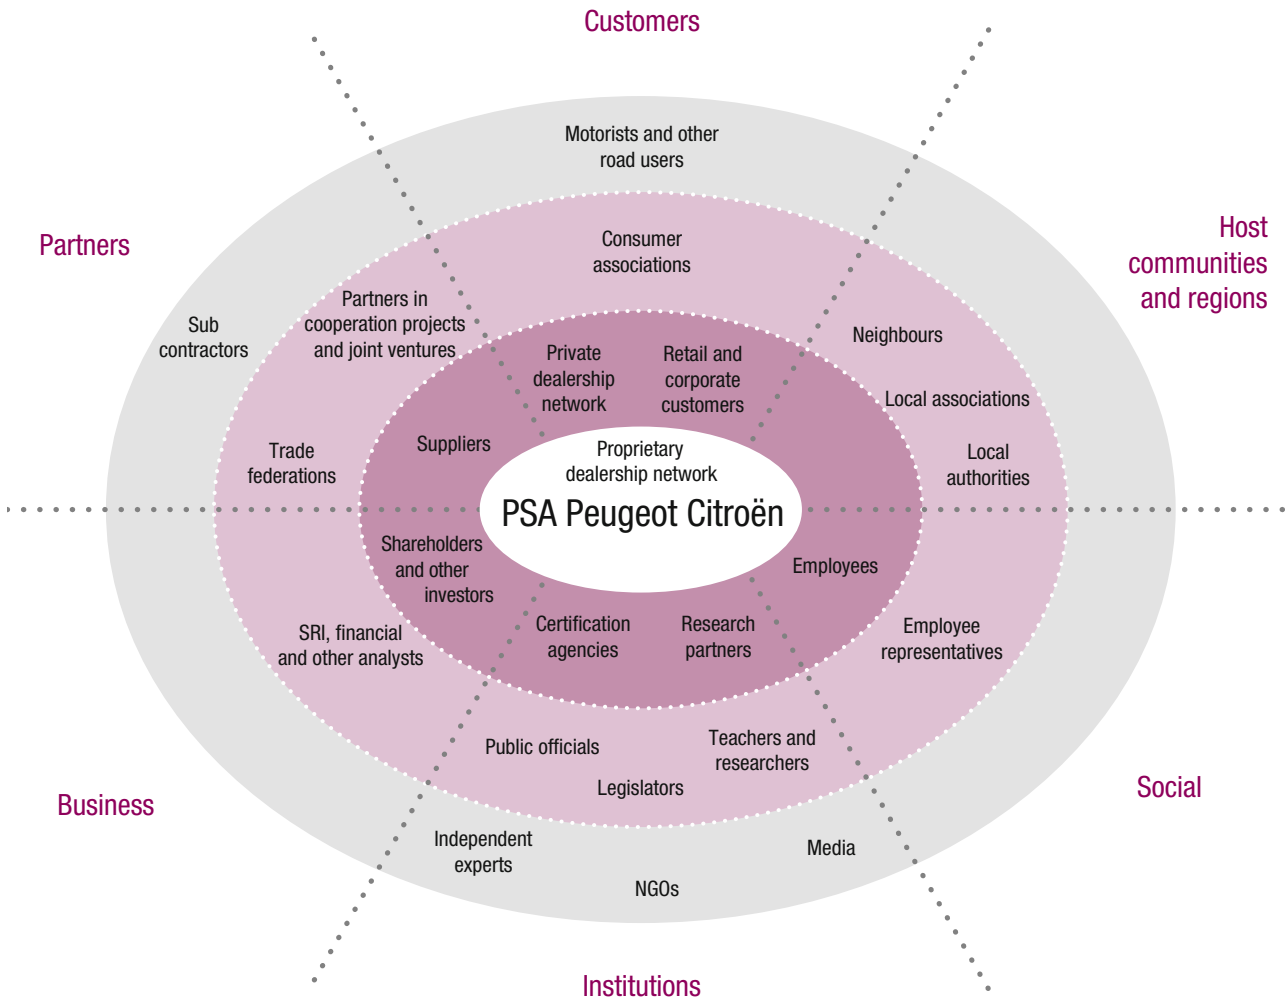 Customers
Motorists and other
road users
Partners
Host
communities
and regions
Consumer
associations
Partners in
cooperation projects
and joint ventures
Sub
contractors
Neighbours
Private
dealership
network
Retail and
corporate
customers
Local associations
Suppliers
Trade
federations
Proprietary
dealership network
Local
authorities
PSA Peugeot Citroën
Shareholders
and other
investors
Employees
SRI, financial
and other analysts
Certification
agencies
Research
partners
Employee
representatives
Public officials
Teachers and
researchers
Legislators
Business
Social
Independent
experts
Media
NGOs
Institutions